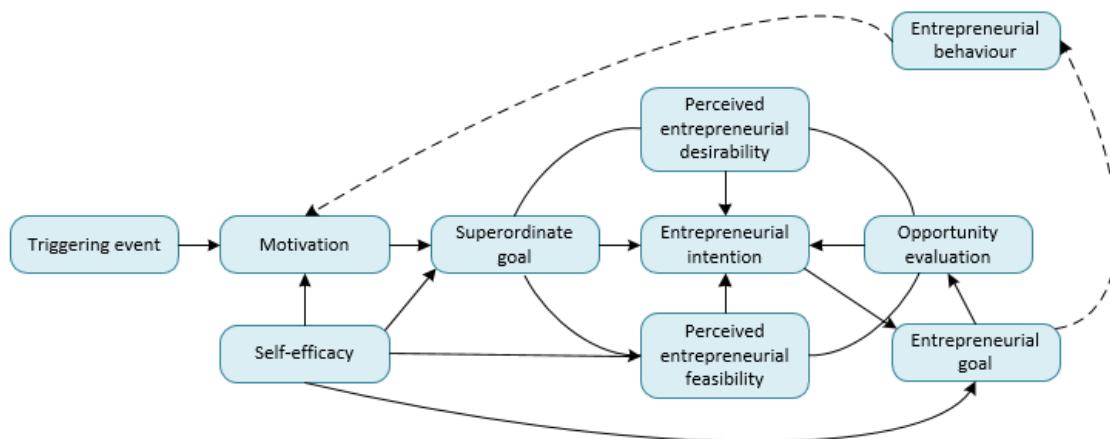 Entrepreneurial
behaviour
Perceived
entrepreneurial
desirability
Triggering event
Motivation
Superordinate
goal
Entrepreneurial
intention
Opportunity
evaluation
Self-efficacy
Perceived
entrepreneurial
feasibility
Entrepreneurial
goal